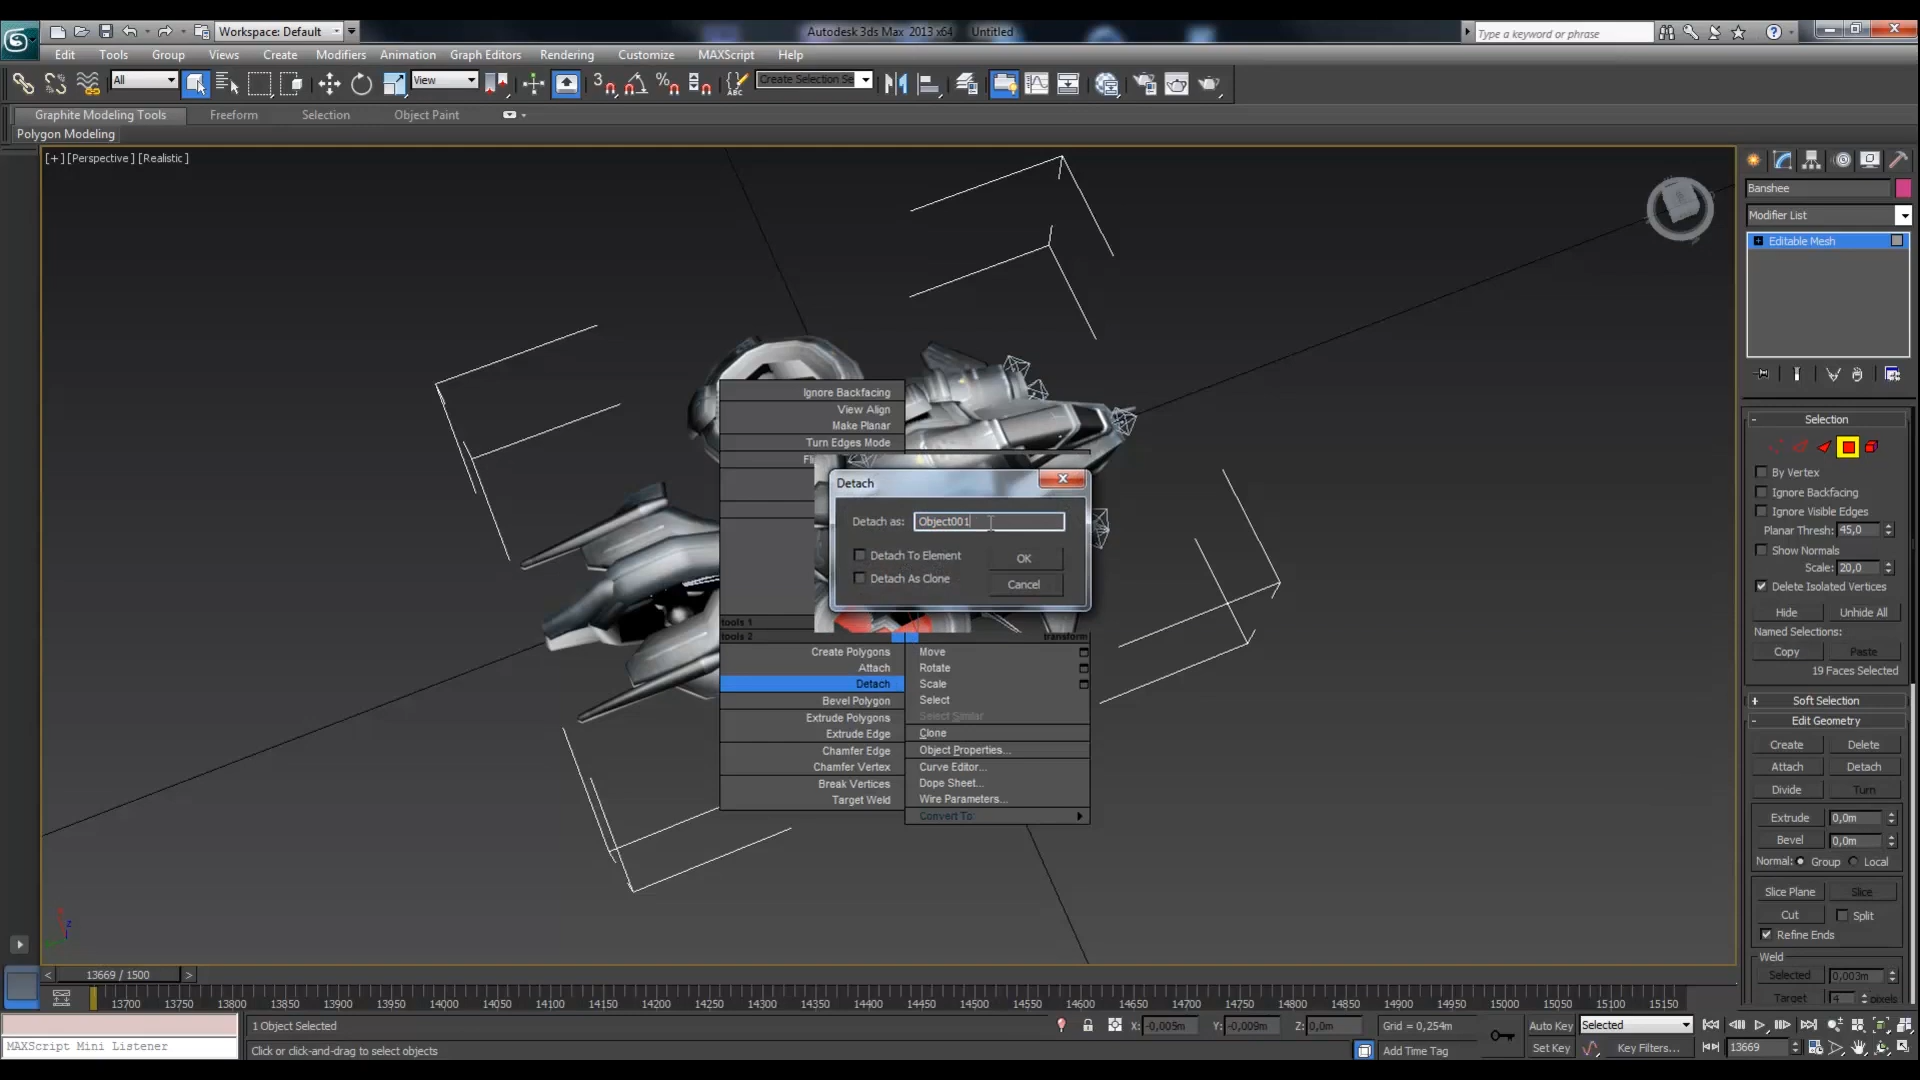 Workspace: Default
Autodesk 3ds Max 2013 x64 Untitled
Type a keyword or phrase
Edit Tools Group Views Create Modifiers Animation Graph Editors Rendering Customize MAXScript Help
All
View
Create Selection Se
Graphite Modeling Tools Freeform Selection Object Paint
Polygon Modeling
[+] [Perspective] [Realistic]
Ignore Backfacing
View Align
Make Planar
Turn Edges Mode
Detach
Detach as: Object001
Detach To Element
OK
Detach As Clone
Cancel
tools 1
tools 2
transform
Create Polygons
Attach
Detach
Bevel Polygon
Extrude Polygons
Extrude Edge
Chamfer Edge
Chamfer Vertex
Break Vertices
Target Weld
Move
Rotate
Scale
Select
Select Similar
Clone
Object Properties...
Curve Editor...
Dope Sheet...
Wire Parameters...
Convert To:
Banshee
Modifier List
Editable Mesh
Selection
By Vertex
Ignore Backfacing
Ignore Visible Edges
Planar Thresh: 45,0
Show Normals
Scale: 20,0
Delete Isolated Vertices
Hide Unhide All
Named Selections:
Copy Paste
19 Faces Selected
Soft Selection
Edit Geometry
Create Delete
Attach Detach
Divide Turn
Extrude 0,0m
Bevel 0,0m
Normal: Group Local
Slice Plane Slice
Cut Split
Refine Ends
Weld
Selected 0,003m
Target 4 pixels
< 13669 / 1500 >
13700 13750 13800 13850 13900 13950 14000 14050 14100 14150 14200 14250 14300 14350 14400 14450 14500 14550 14600 14650 14700 14750 14800 14850 14900 14950 15000 15050 15100 15150
1 Object Selected
X: -0,005m Y: -0,009m Z: 0,0m Grid = 0,254m
Auto Key Selected
MAXScript Mini Listener
Click or click-and-drag to select objects
Add Time Tag
Set Key Key Filters...
13669